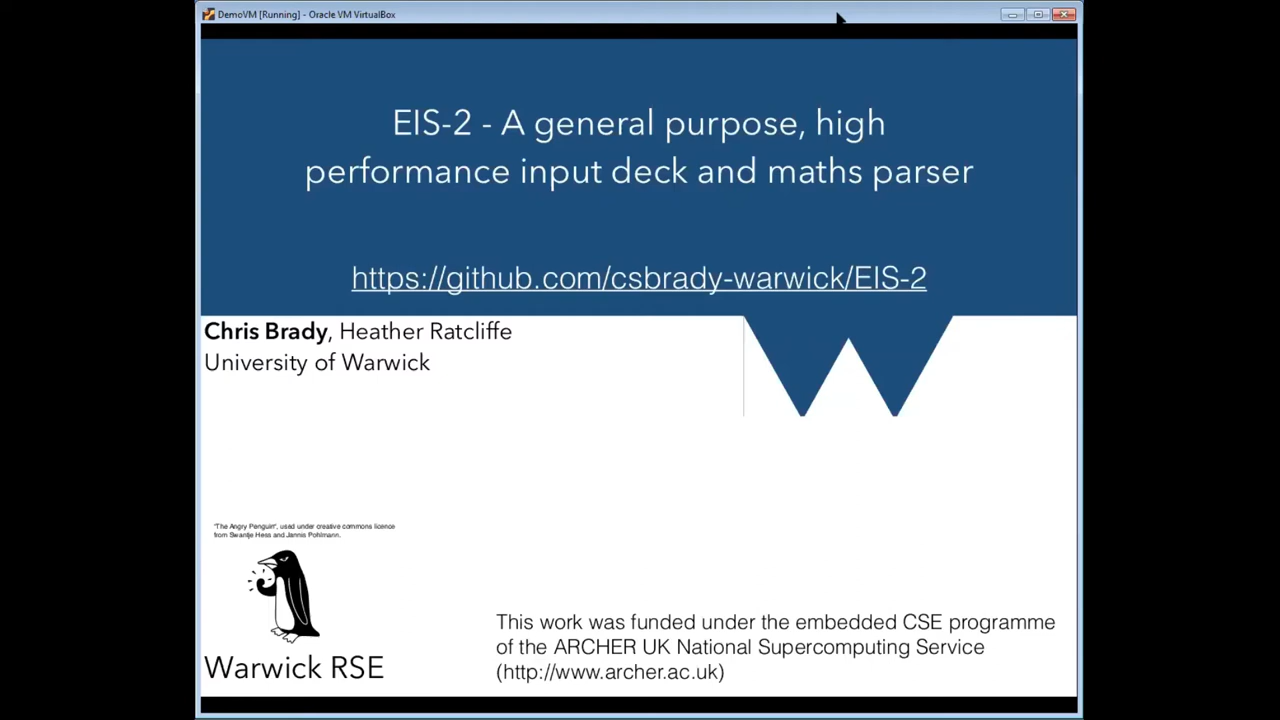 DemoVM [Running] - Oracle VM VirtualBox
EIS-2 - A general purpose, high
performance input deck and maths parser
https://github.com/csbrady-warwick/EIS-2
Chris Brady, Heather Ratcliffe
University of Warwick
"The Angry Penguin", used under creative commons licence
from Swantje Hess and Jannis Pohlmann.
Warwick RSE
This work was funded under the embedded CSE programme
of the ARCHER UK National Supercomputing Service
(http://www.archer.ac.uk)